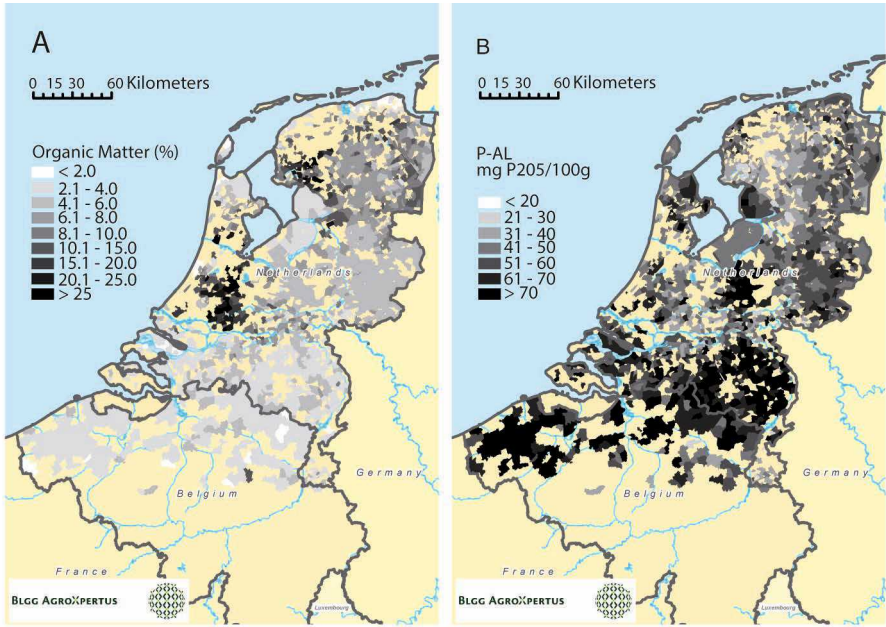 A
0 15 30 60 Kilometers
Organic Matter (%)
< 2.0
2.1 - 4.0
4.1 - 6.0
6.1 - 8.0
8.1 - 10.0
10.1 - 15.0
15.1 - 20.0
20.1 - 25.0
> 25
Netherlands
Belgium
Germany
France
Luxembourg
BLGG AGROXPERTUS
B
0 15 30 60 Kilometers
P-AL
mg P205/100g
< 20
21 - 30
31 - 40
41 - 50
51 - 60
61 - 70
> 70
Netherlands
Belgium
Germany
France
Luxembourg
BLGG AGROXPERTUS